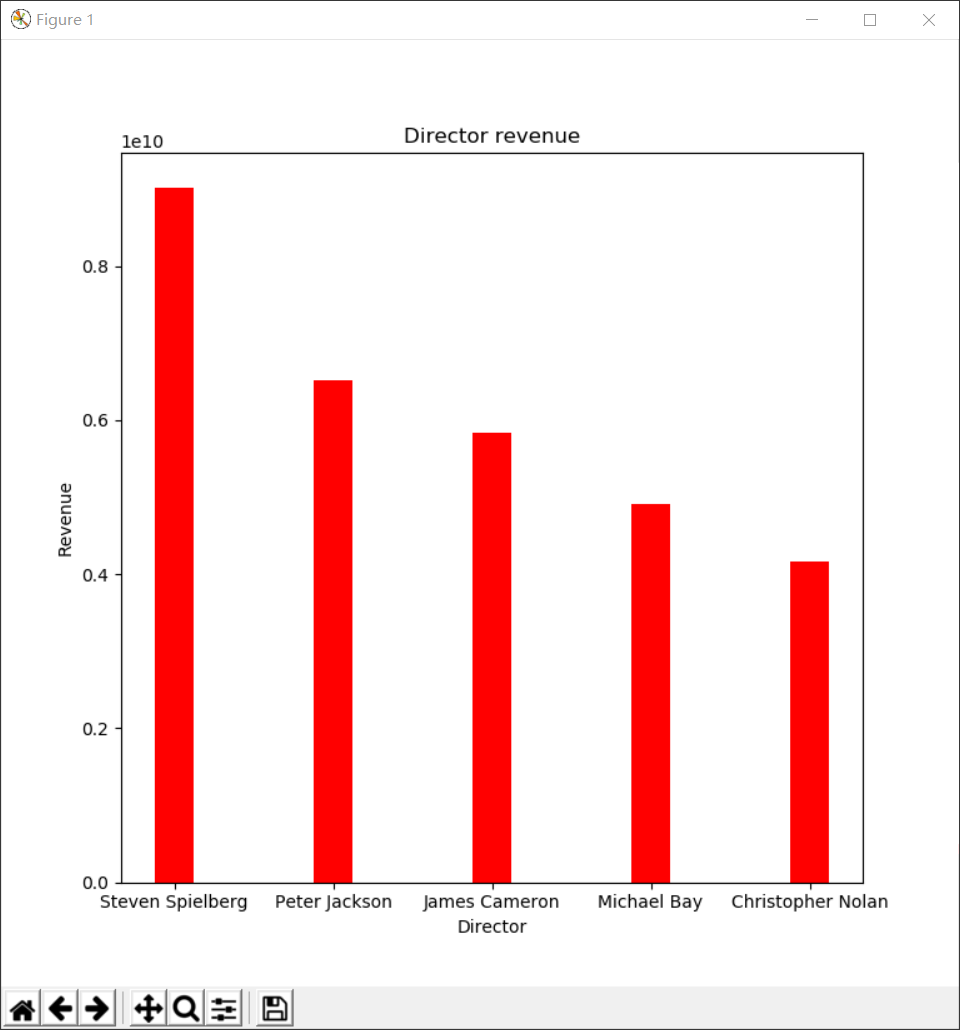 Figure 1
Director revenue
1e10
0.8
0.6
0.4
0.2
0.0
Revenue
Steven Spielberg Peter Jackson James Cameron Michael Bay Christopher Nolan
Director